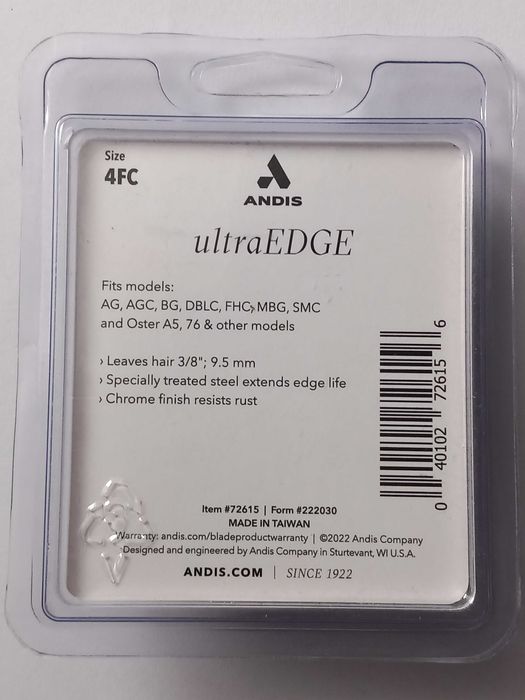 Size
4FC
ANDIS
ultraEDGE
Fits models:
AG, AGC, BG, DBLC, FHC, MBG, SMC
and Oster A5, 76 & other models
› Leaves hair 3/8"; 9.5 mm
› Specially treated steel extends edge life
› Chrome finish resists rust
0 40102 72615 6
Item #72615 | Form #222030
MADE IN TAIWAN
Warranty: andis.com/bladeproductwarranty | ©2022 Andis Company
Designed and engineered by Andis Company in Sturtevant, WI U.S.A.
ANDIS.COM | SINCE 1922